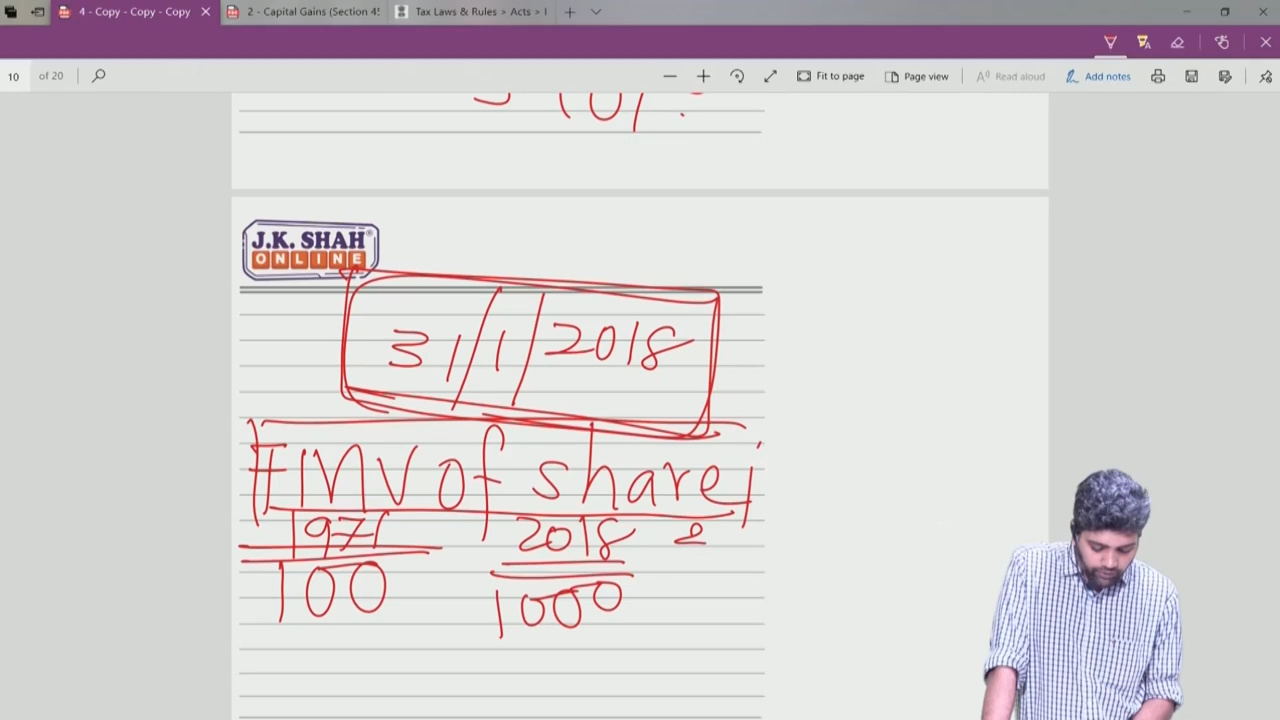 4 - Copy - Copy - Copy
2 - Capital Gains (Section 45
Tax Laws & Rules > Acts > I
10 of 20
Fit to page
Page view
Read aloud
Add notes
J.K. SHAH®
ONLINE
31/1/2018
FMV of share
1971 2018
100 1000